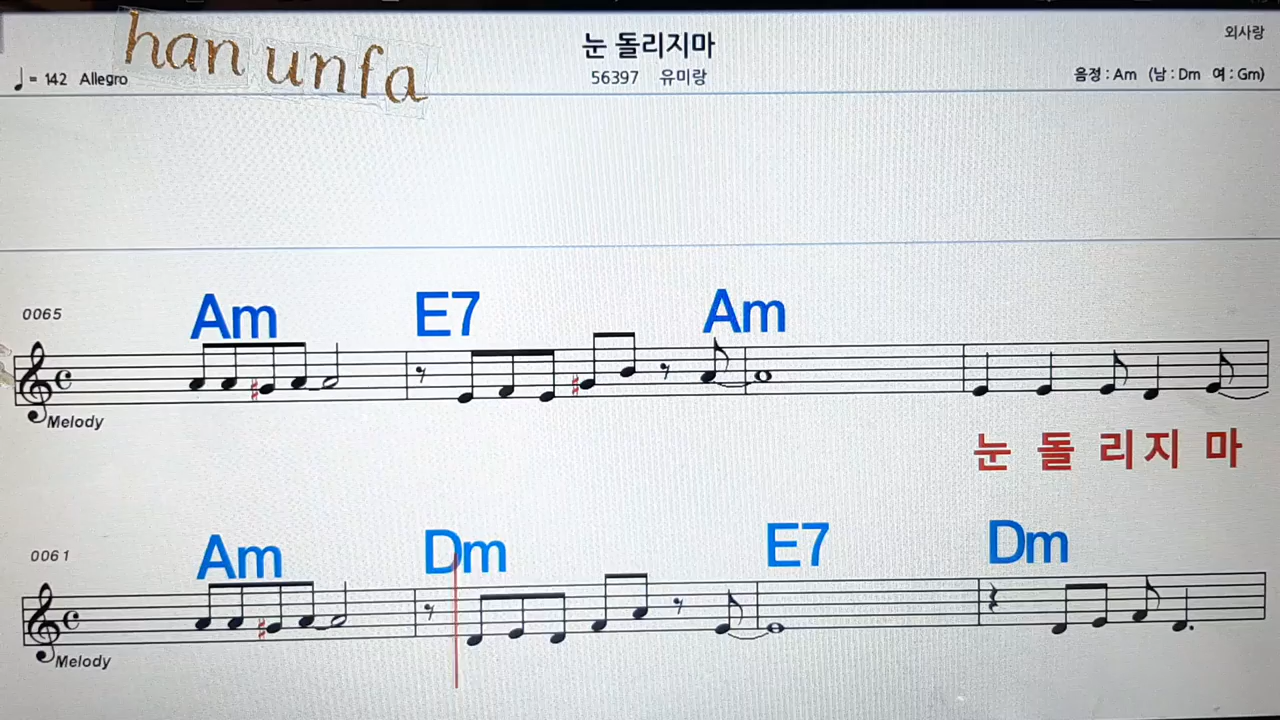 han unfa
눈 돌리지마
외사랑
♩= 142 Allegro
56397 유미랑
음정 : Am (남 : Dm 여 : Gm)
0065
Am E7 Am
Melody
눈 돌 리 지 마
0061
Am Dm E7 Dm
Melody